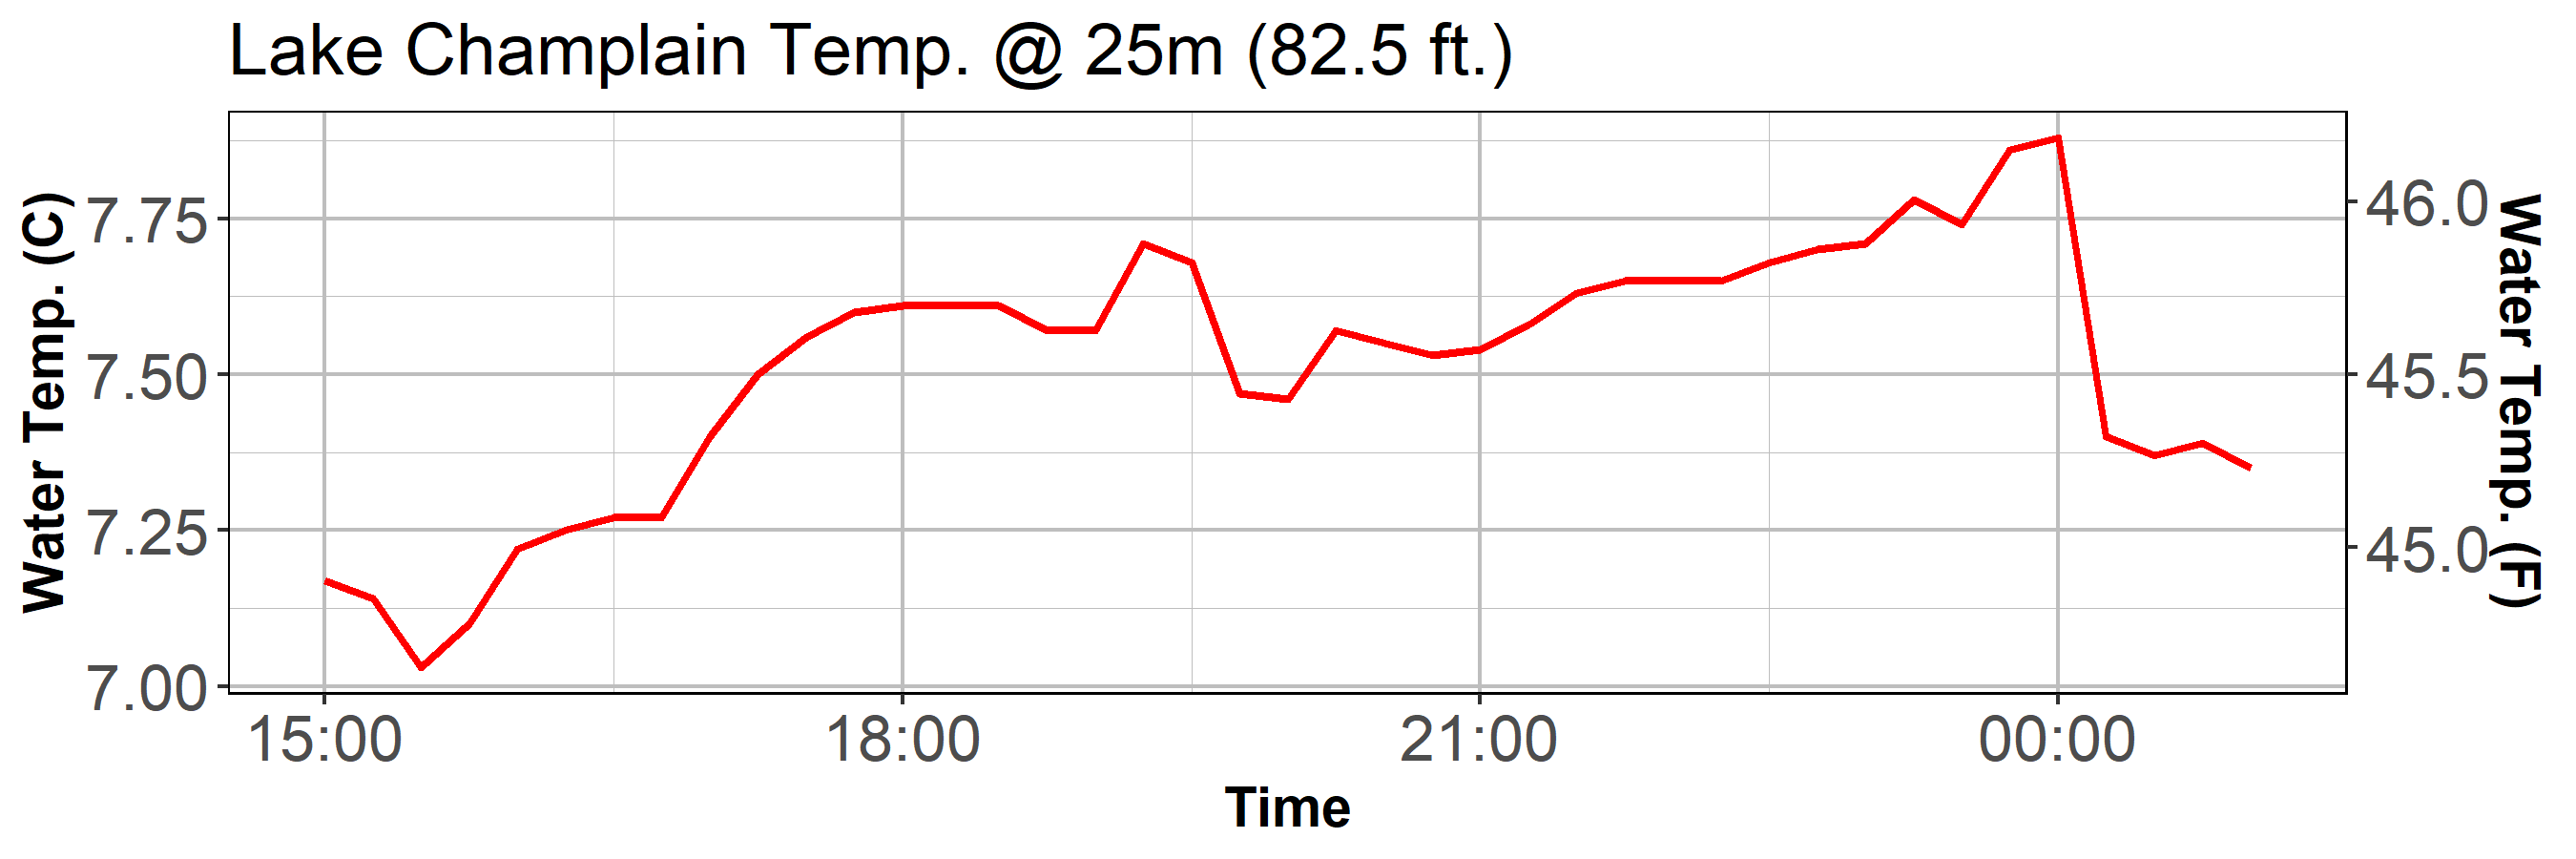 Lake Champlain Temp. @ 25m (82.5 ft.)
Water Temp. (C)
7.75
7.50
7.25
7.00
46.0
45.5
45.0
Water Temp. (F)
15:00 18:00 21:00 00:00
Time